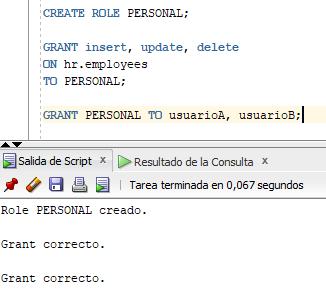 CREATE ROLE PERSONAL;
GRANT insert, update, delete
ON hr.employees
TO PERSONAL;
GRANT PERSONAL TO usuarioA, usuarioB;
Salida de Script x Resultado de la Consulta x
Tarea terminada en 0,067 segundos
Role PERSONAL creado.
Grant correcto.
Grant correcto.